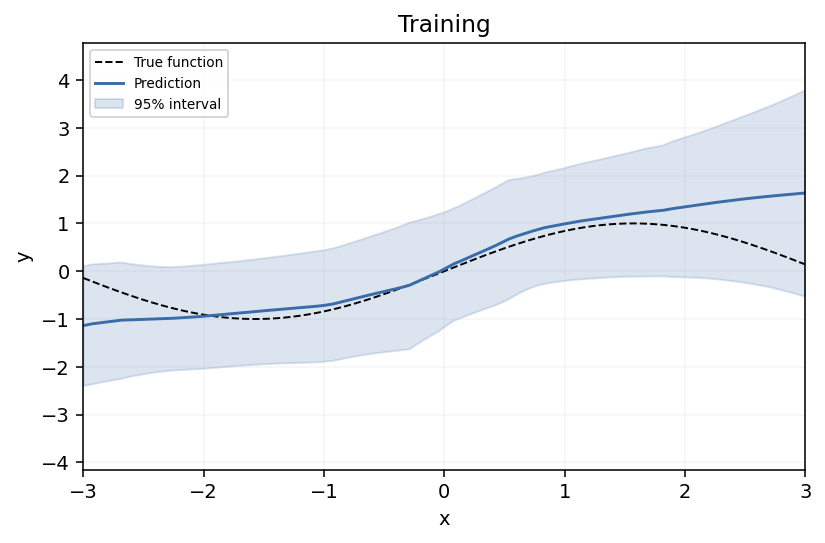 Training
True function
Prediction
95% interval
4
3
2
1
0
−1
−2
−3
−4
y
−3 −2 −1 0 1 2 3
x